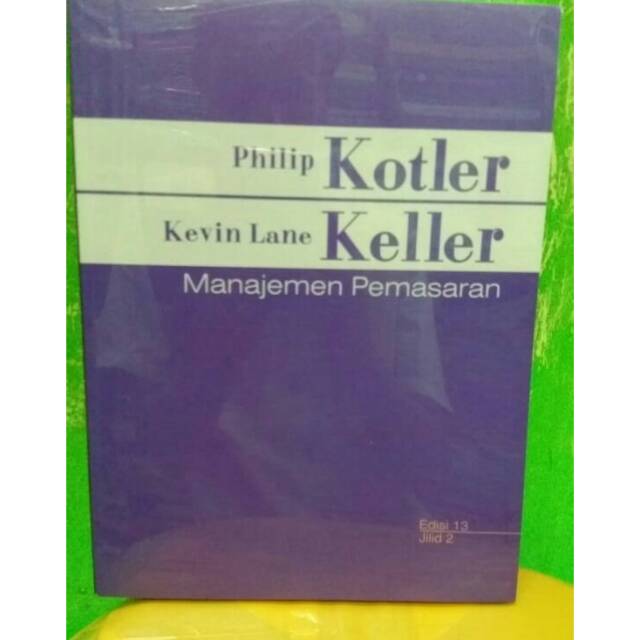 Philip Kotler
Kevin Lane Keller
Manajemen Pemasaran
Edisi 13
Jilid 2